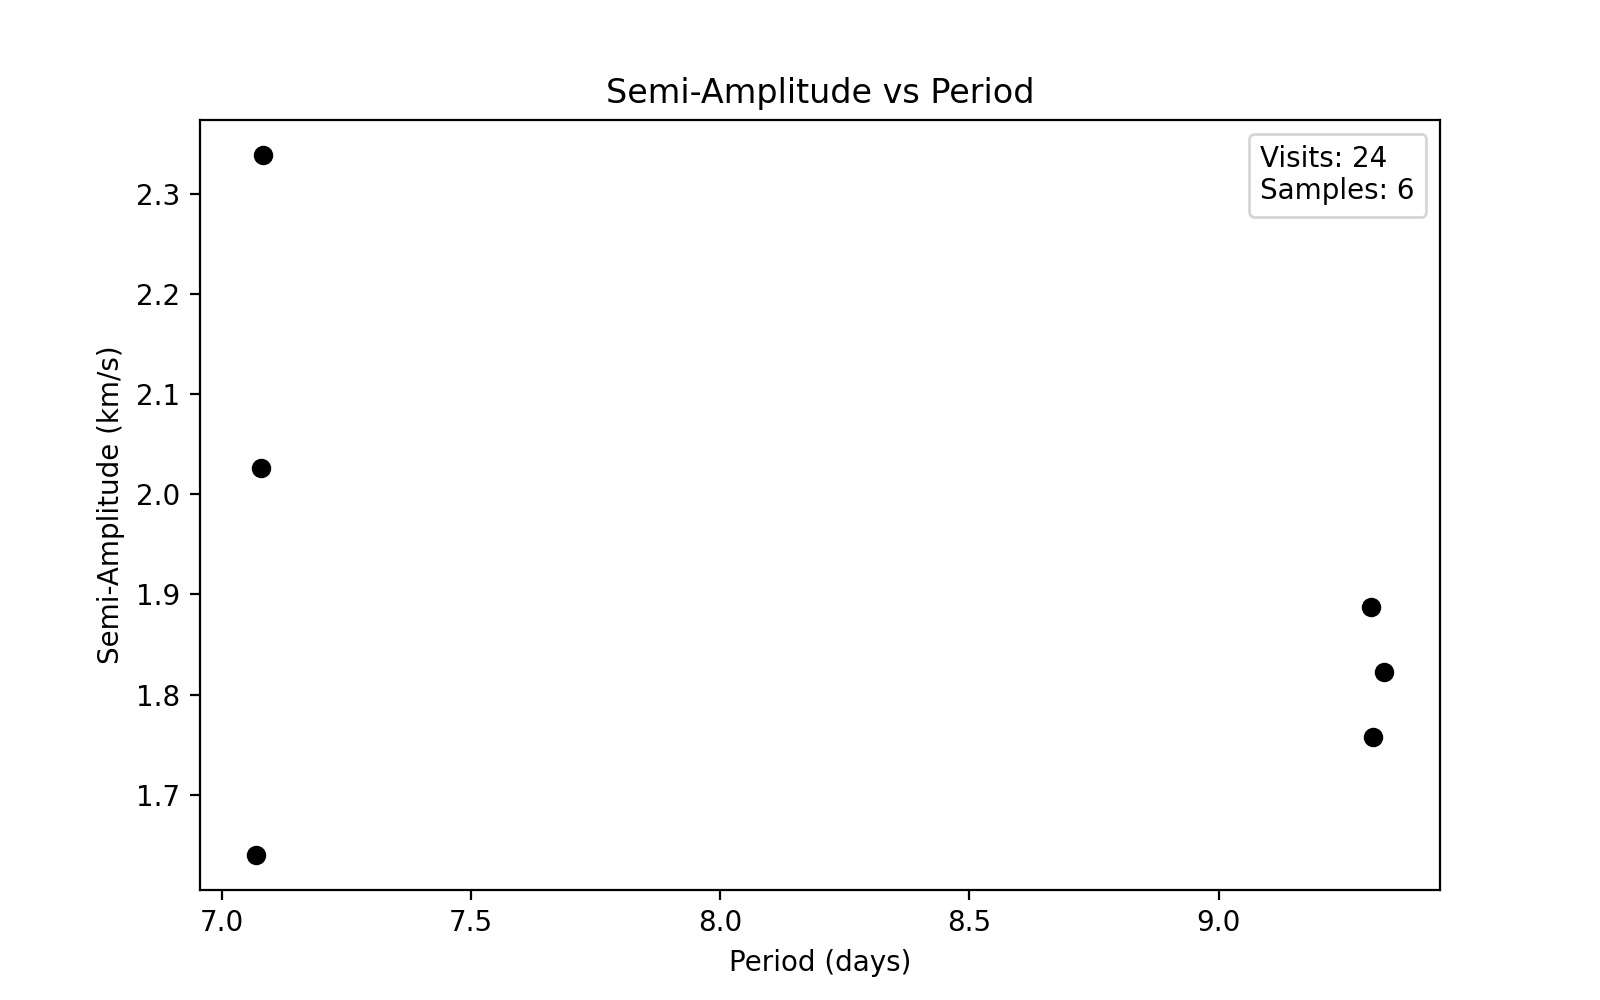 Semi-Amplitude vs Period
Visits: 24
Samples: 6
Semi-Amplitude (km/s)
2.3
2.2
2.1
2.0
1.9
1.8
1.7
7.0 7.5 8.0 8.5 9.0
Period (days)